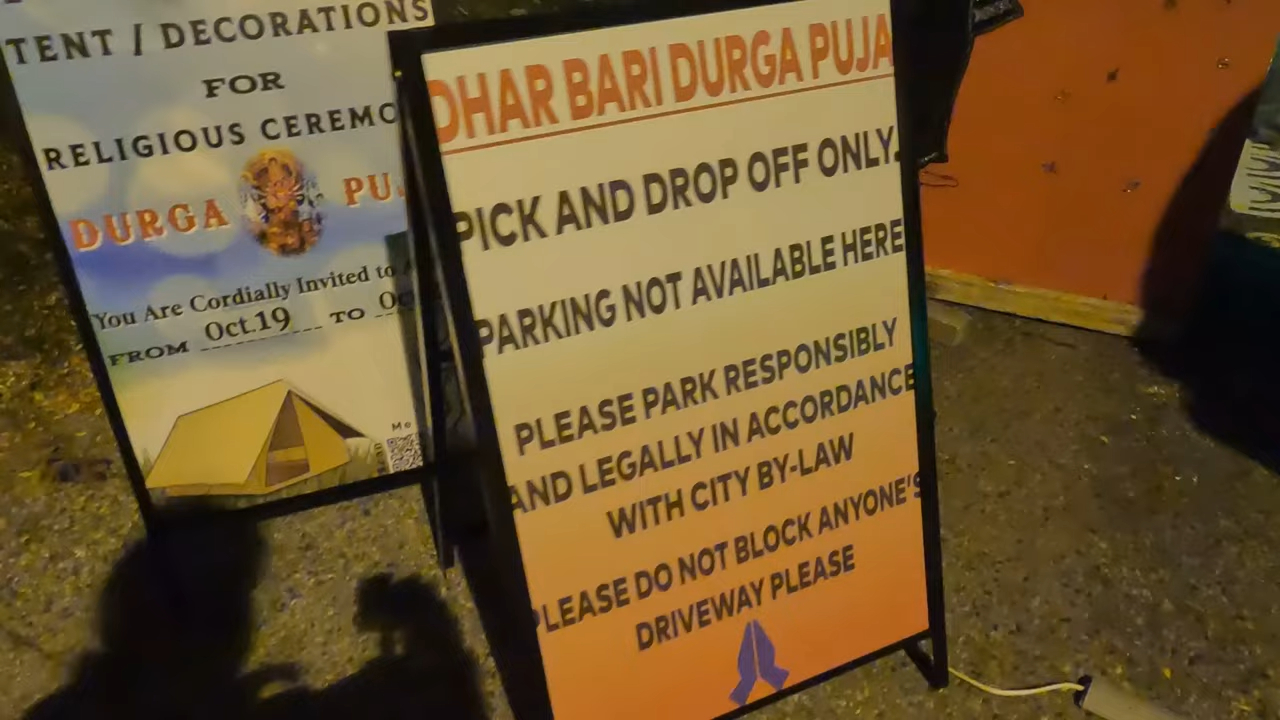 TENT / DECORATIONS
FOR
RELIGIOUS CEREMO
DURGA PU
You Are Cordially Invited to
FROM Oct.19 TO Oc
DHAR BARI DURGA PUJA
PICK AND DROP OFF ONLY.
PARKING NOT AVAILABLE HERE
PLEASE PARK RESPONSIBLY
AND LEGALLY IN ACCORDANCE
WITH CITY BY-LAW
PLEASE DO NOT BLOCK ANYONE'S
DRIVEWAY PLEASE